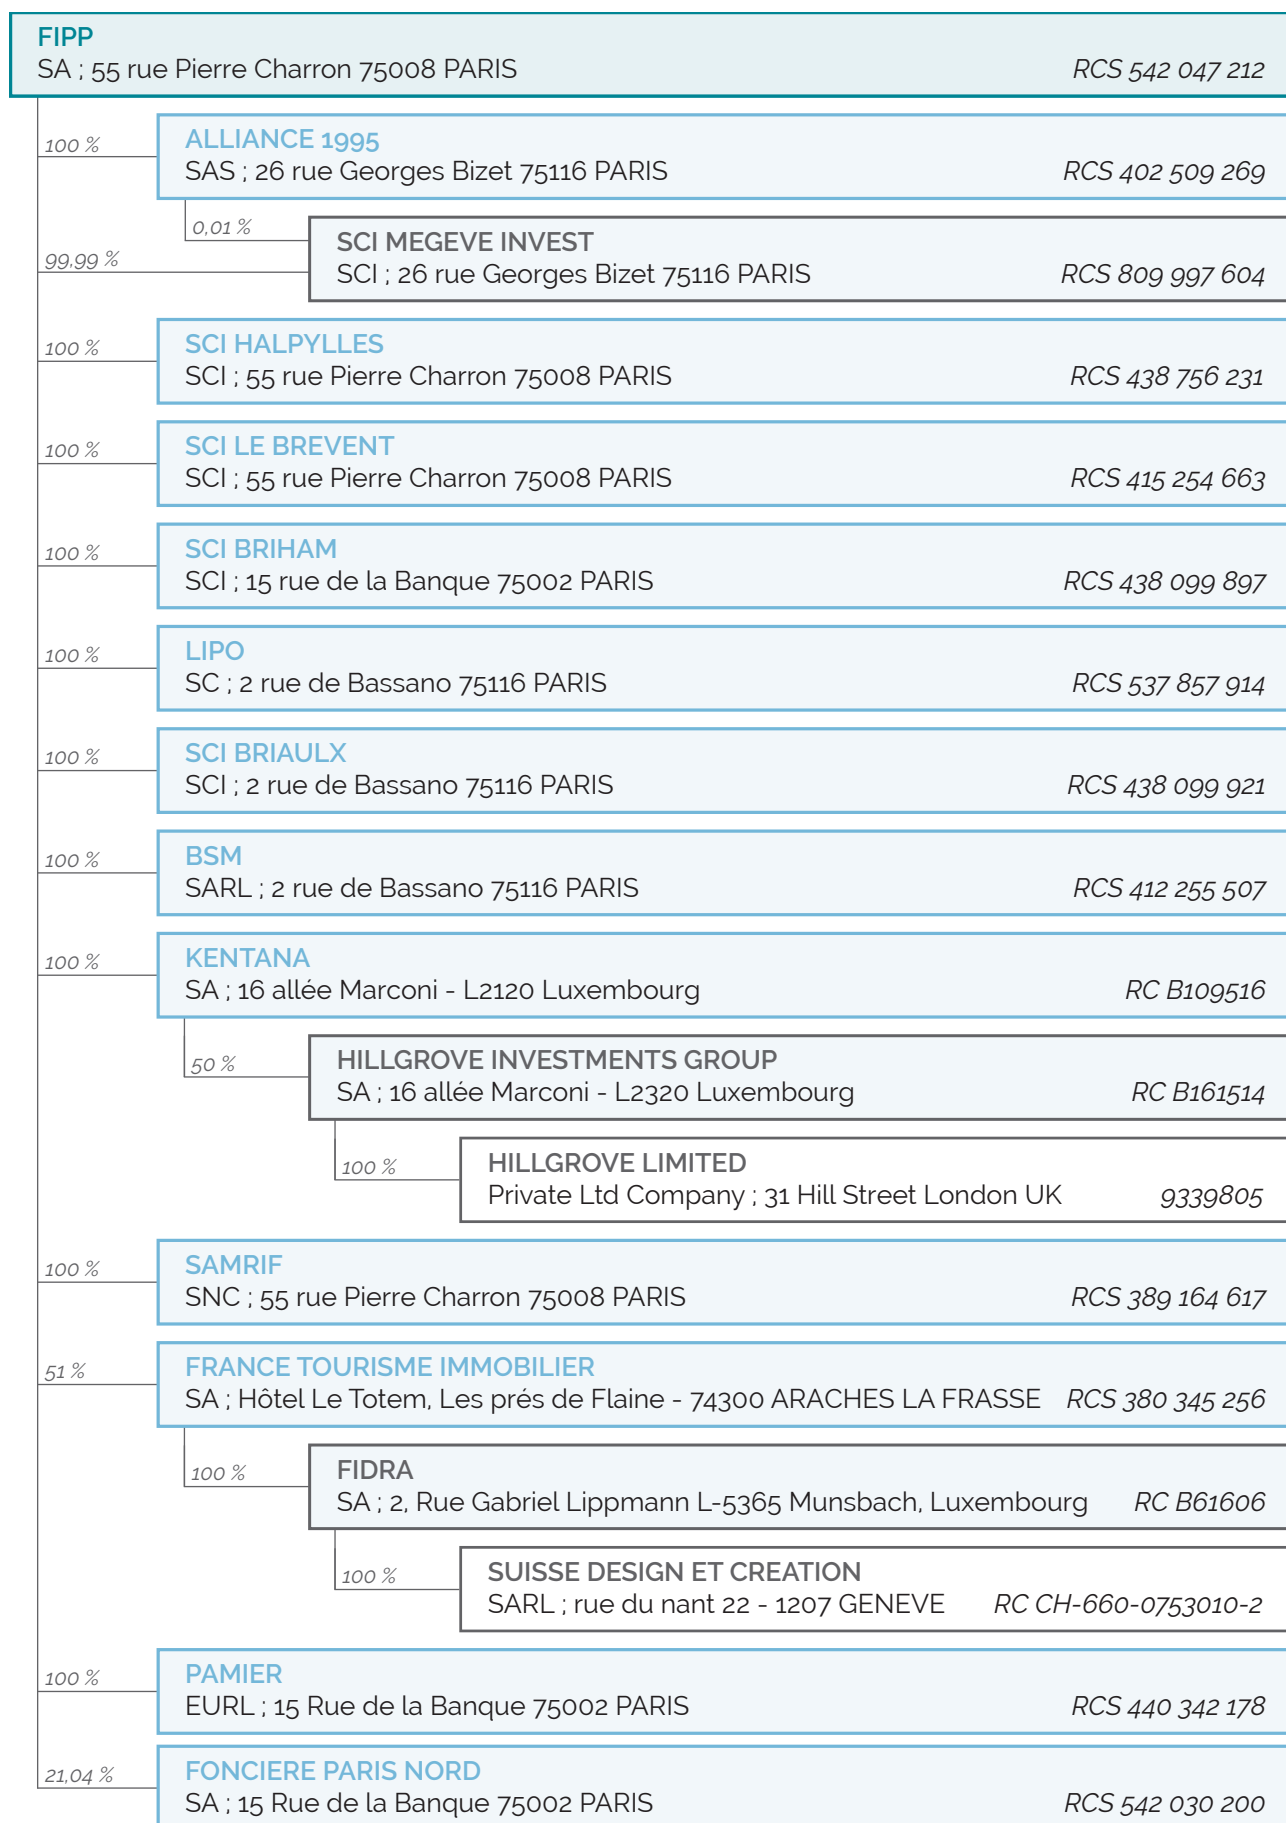 FIPP
SA ; 55 rue Pierre Charron 75008 PARIS RCS 542 047 212
100 %
ALLIANCE 1995
SAS ; 26 rue Georges Bizet 75116 PARIS RCS 402 509 269
0,01 %
99,99 %
SCI MEGEVE INVEST
SCI ; 26 rue Georges Bizet 75116 PARIS RCS 809 997 604
100 %
SCI HALPYLLES
SCI ; 55 rue Pierre Charron 75008 PARIS RCS 438 756 231
100 %
SCI LE BREVENT
SCI ; 55 rue Pierre Charron 75008 PARIS RCS 415 254 663
100 %
SCI BRIHAM
SCI ; 15 rue de la Banque 75002 PARIS RCS 438 099 897
100 %
LIPO
SC ; 2 rue de Bassano 75116 PARIS RCS 537 857 914
100 %
SCI BRIAULX
SCI ; 2 rue de Bassano 75116 PARIS RCS 438 099 921
100 %
BSM
SARL ; 2 rue de Bassano 75116 PARIS RCS 412 255 507
100 %
KENTANA
SA ; 16 allée Marconi - L2120 Luxembourg RC B109516
50 %
HILLGROVE INVESTMENTS GROUP
SA ; 16 allée Marconi - L2320 Luxembourg RC B161514
100 %
HILLGROVE LIMITED
Private Ltd Company ; 31 Hill Street London UK 9339805
100 %
SAMRIF
SNC ; 55 rue Pierre Charron 75008 PARIS RCS 389 164 617
51 %
FRANCE TOURISME IMMOBILIER
SA ; Hôtel Le Totem, Les prés de Flaine - 74300 ARACHES LA FRASSE RCS 380 345 256
100 %
FIDRA
SA ; 2, Rue Gabriel Lippmann L-5365 Munsbach, Luxembourg RC B61606
100 %
SUISSE DESIGN ET CREATION
SARL ; rue du nant 22 - 1207 GENEVE RC CH-660-0753010-2
100 %
PAMIER
EURL ; 15 Rue de la Banque 75002 PARIS RCS 440 342 178
21,04 %
FONCIERE PARIS NORD
SA ; 15 Rue de la Banque 75002 PARIS RCS 542 030 200